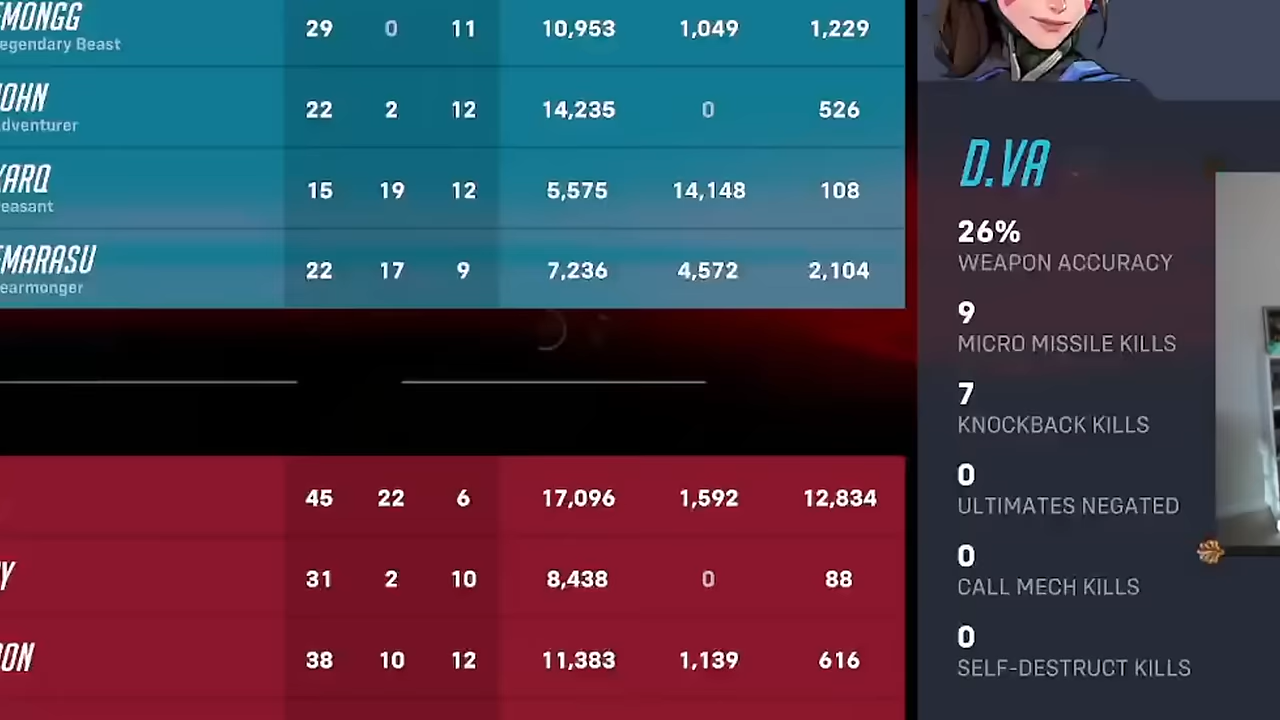 EMONGG 29 0 11 10,953 1,049 1,229
egendary Beast
OHN 22 2 12 14,235 0 526
dventurer
KARQ 15 19 12 5,575 14,148 108
easant
EMARASU 22 17 9 7,236 4,572 2,104
earmonger
45 22 6 17,096 1,592 12,834
Y 31 2 10 8,438 0 88
ON 38 10 12 11,383 1,139 616
D.VA
26%
WEAPON ACCURACY
9
MICRO MISSILE KILLS
7
KNOCKBACK KILLS
0
ULTIMATES NEGATED
0
CALL MECH KILLS
0
SELF-DESTRUCT KILLS